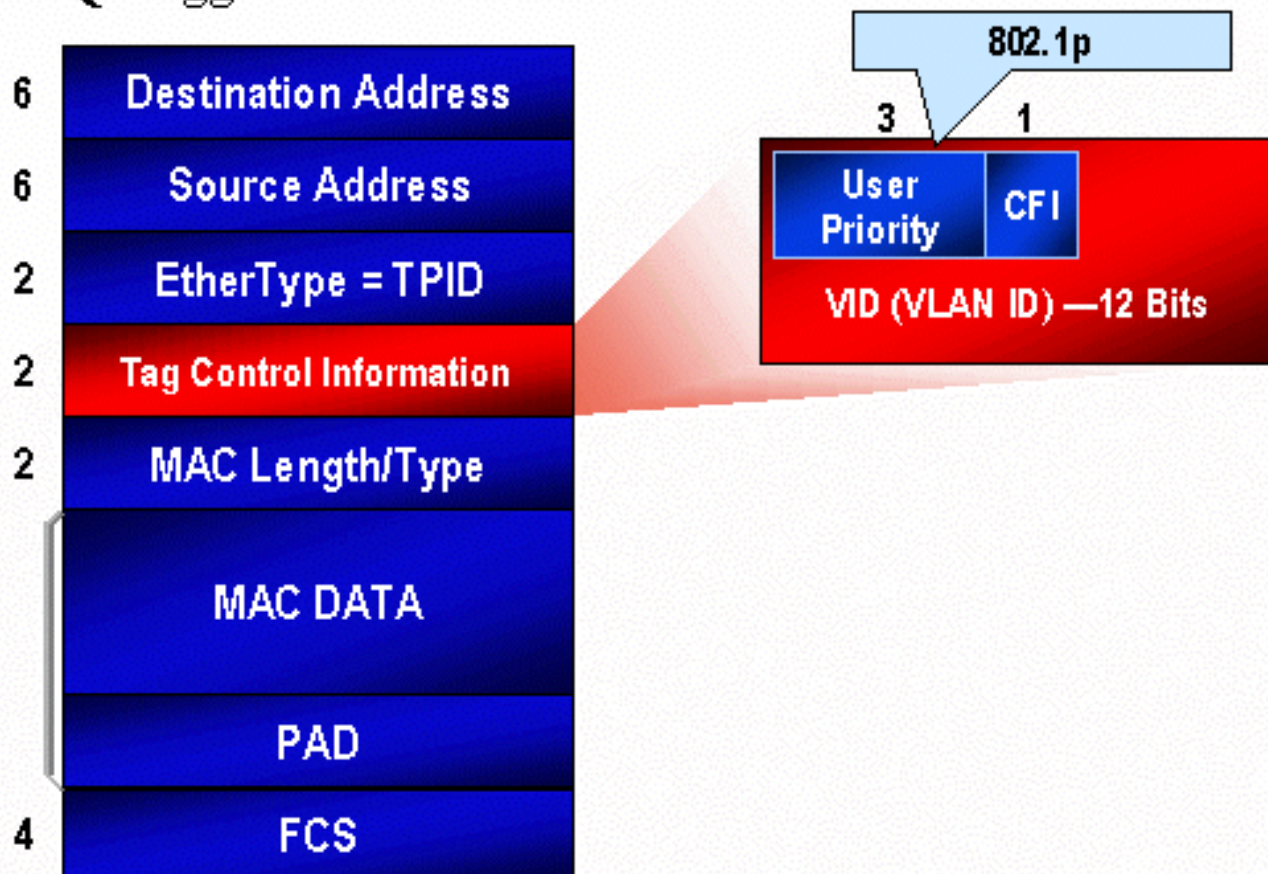 6 Destination Address
6 Source Address
2 EtherType = TPID
2 Tag Control Information
2 MAC Length/Type
MAC DATA
PAD
4 FCS
802.1p
3 1
User
Priority
CFI
VID (VLAN ID) —12 Bits